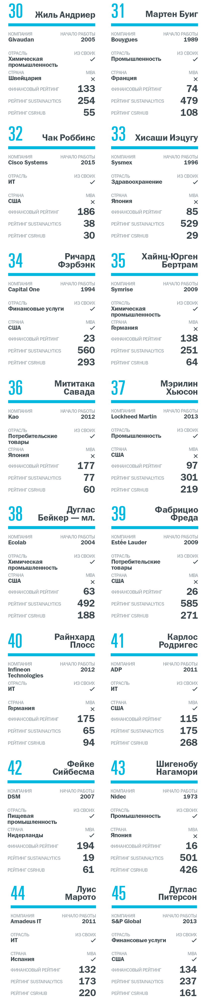 30 Жиль Андриер
КОМПАНИЯ НАЧАЛО РАБОТЫ
Givaudan 2005
ОТРАСЛЬ ИЗ СВОИХ
Химическая ✓
промышленность
СТРАНА MBA
Швейцария ✕
ФИНАНСОВЫЙ РЕЙТИНГ 133
РЕЙТИНГ SUSTAINALYTICS 254
РЕЙТИНГ CSRHUB 55
31 Мартен Буиг
КОМПАНИЯ НАЧАЛО РАБОТЫ
Bouygues 1989
ОТРАСЛЬ ИЗ СВОИХ
Промышленность ✓
СТРАНА MBA
Франция ✕
ФИНАНСОВЫЙ РЕЙТИНГ 74
РЕЙТИНГ SUSTAINALYTICS 479
РЕЙТИНГ CSRHUB 108
32 Чак Роббинс
КОМПАНИЯ НАЧАЛО РАБОТЫ
Cisco Systems 2015
ОТРАСЛЬ ИЗ СВОИХ
ИТ ✓
СТРАНА MBA
США ✕
ФИНАНСОВЫЙ РЕЙТИНГ 186
РЕЙТИНГ SUSTAINALYTICS 38
РЕЙТИНГ CSRHUB 30
33 Хисаши Иэцугу
КОМПАНИЯ НАЧАЛО РАБОТЫ
Sysmex 1996
ОТРАСЛЬ ИЗ СВОИХ
Здравоохранение ✓
СТРАНА MBA
Япония ✕
ФИНАНСОВЫЙ РЕЙТИНГ 85
РЕЙТИНГ SUSTAINALYTICS 529
РЕЙТИНГ CSRHUB 29
34 Ричард
Фэрбэнк
КОМПАНИЯ НАЧАЛО РАБОТЫ
Capital One 1994
ОТРАСЛЬ ИЗ СВОИХ
Финансовые услуги ✓
СТРАНА MBA
США ✓
ФИНАНСОВЫЙ РЕЙТИНГ 23
РЕЙТИНГ SUSTAINALYTICS 560
РЕЙТИНГ CSRHUB 293
35 Хайнц-Юрген
Бертрам
КОМПАНИЯ НАЧАЛО РАБОТЫ
Symrise 2009
ОТРАСЛЬ ИЗ СВОИХ
Химическая ✓
промышленность
СТРАНА MBA
Германия ✕
ФИНАНСОВЫЙ РЕЙТИНГ 138
РЕЙТИНГ SUSTAINALYTICS 251
РЕЙТИНГ CSRHUB 64
36 Мититака
Савада
КОМПАНИЯ НАЧАЛО РАБОТЫ
Kao 2012
ОТРАСЛЬ ИЗ СВОИХ
Потребительские ✓
товары
СТРАНА MBA
Япония ✕
ФИНАНСОВЫЙ РЕЙТИНГ 177
РЕЙТИНГ SUSTAINALYTICS 77
РЕЙТИНГ CSRHUB 60
37 Мэрилин
Хьюсон
КОМПАНИЯ НАЧАЛО РАБОТЫ
Lockheed Martin 2013
ОТРАСЛЬ ИЗ СВОИХ
Промышленность ✓
СТРАНА MBA
США ✕
ФИНАНСОВЫЙ РЕЙТИНГ 97
РЕЙТИНГ SUSTAINALYTICS 301
РЕЙТИНГ CSRHUB 219
38 Дуглас
Бейкер — мл.
КОМПАНИЯ НАЧАЛО РАБОТЫ
Ecolab 2004
ОТРАСЛЬ ИЗ СВОИХ
Химическая ✓
промышленность
СТРАНА MBA
США ✕
ФИНАНСОВЫЙ РЕЙТИНГ 63
РЕЙТИНГ SUSTAINALYTICS 492
РЕЙТИНГ CSRHUB 188
39 Фабрицио
Фреда
КОМПАНИЯ НАЧАЛО РАБОТЫ
Estée Lauder 2009
ОТРАСЛЬ ИЗ СВОИХ
Потребительские ✓
товары
СТРАНА MBA
США ✕
ФИНАНСОВЫЙ РЕЙТИНГ 26
РЕЙТИНГ SUSTAINALYTICS 585
РЕЙТИНГ CSRHUB 271
40 Райнхард
Плосс
КОМПАНИЯ НАЧАЛО РАБОТЫ
Infineon 2012
Technologies
ОТРАСЛЬ ИЗ СВОИХ
ИТ ✓
СТРАНА MBA
Германия ✕
ФИНАНСОВЫЙ РЕЙТИНГ 175
РЕЙТИНГ SUSTAINALYTICS 65
РЕЙТИНГ CSRHUB 94
41 Карлос
Родригес
КОМПАНИЯ НАЧАЛО РАБОТЫ
ADP 2011
ОТРАСЛЬ ИЗ СВОИХ
ИТ ✓
СТРАНА MBA
США ✓
ФИНАНСОВЫЙ РЕЙТИНГ 115
РЕЙТИНГ SUSTAINALYTICS 175
РЕЙТИНГ CSRHUB 268
42 Фейке
Сийбесма
КОМПАНИЯ НАЧАЛО РАБОТЫ
DSM 2007
ОТРАСЛЬ ИЗ СВОИХ
Пищевая ✓
промышленность
СТРАНА MBA
Нидерланды ✓
ФИНАНСОВЫЙ РЕЙТИНГ 194
РЕЙТИНГ SUSTAINALYTICS 19
РЕЙТИНГ CSRHUB 61
43 Шигенобу
Нагамори
КОМПАНИЯ НАЧАЛО РАБОТЫ
Nidec 1973
ОТРАСЛЬ ИЗ СВОИХ
Промышленность ✓
СТРАНА MBA
Япония ✕
ФИНАНСОВЫЙ РЕЙТИНГ 16
РЕЙТИНГ SUSTAINALYTICS 501
РЕЙТИНГ CSRHUB 426
44 Луис
Марото
КОМПАНИЯ НАЧАЛО РАБОТЫ
Amadeus IT 2011
ОТРАСЛЬ ИЗ СВОИХ
ИТ ✓
СТРАНА MBA
Испания ✓
ФИНАНСОВЫЙ РЕЙТИНГ 132
РЕЙТИНГ SUSTAINALYTICS 173
РЕЙТИНГ CSRHUB 220
45 Дуглас
Питерсон
КОМПАНИЯ НАЧАЛО РАБОТЫ
S&P Global 2013
ОТРАСЛЬ ИЗ СВОИХ
Финансовые услуги ✓
СТРАНА MBA
США ✓
ФИНАНСОВЫЙ РЕЙТИНГ 134
РЕЙТИНГ SUSTAINALYTICS 237
РЕЙТИНГ CSRHUB 161